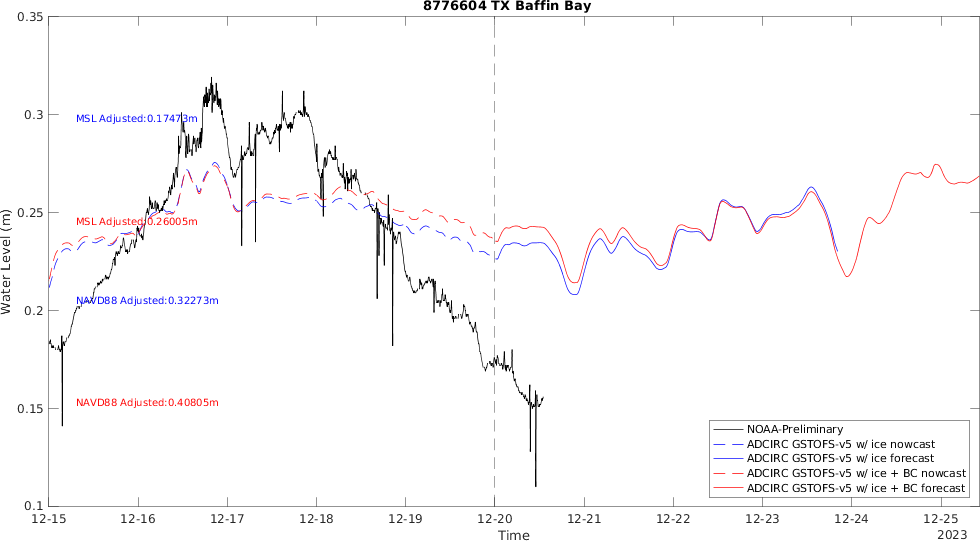 8776604 TX Baffin Bay
0.35
0.3
0.25
0.2
0.15
0.1
Water Level (m)
MSL Adjusted:0.17473m
MSL Adjusted:0.26005m
NAVD88 Adjusted:0.32273m
NAVD88 Adjusted:0.40805m
NOAA-Preliminary
ADCIRC GSTOFS-v5 w/ ice nowcast
ADCIRC GSTOFS-v5 w/ ice forecast
ADCIRC GSTOFS-v5 w/ ice + BC nowcast
ADCIRC GSTOFS-v5 w/ ice + BC forecast
12-15 12-16 12-17 12-18 12-19 12-20 12-21 12-22 12-23 12-24 12-25
Time
2023